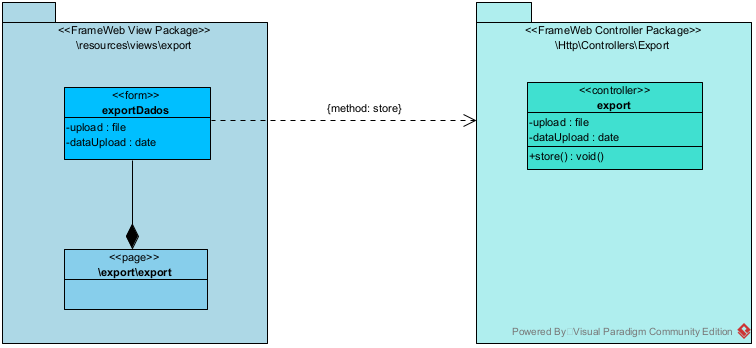 <<FrameWeb View Package>>
\resources\views\export
<<form>>
exportDados
-upload : file
-dataUpload : date
<<page>>
\export\export
{method: store}
<<FrameWeb Controller Package>>
\Http\Controllers\Export
<<controller>>
export
-upload : file
-dataUpload : date
+store() : void()
Powered By Visual Paradigm Community Edition